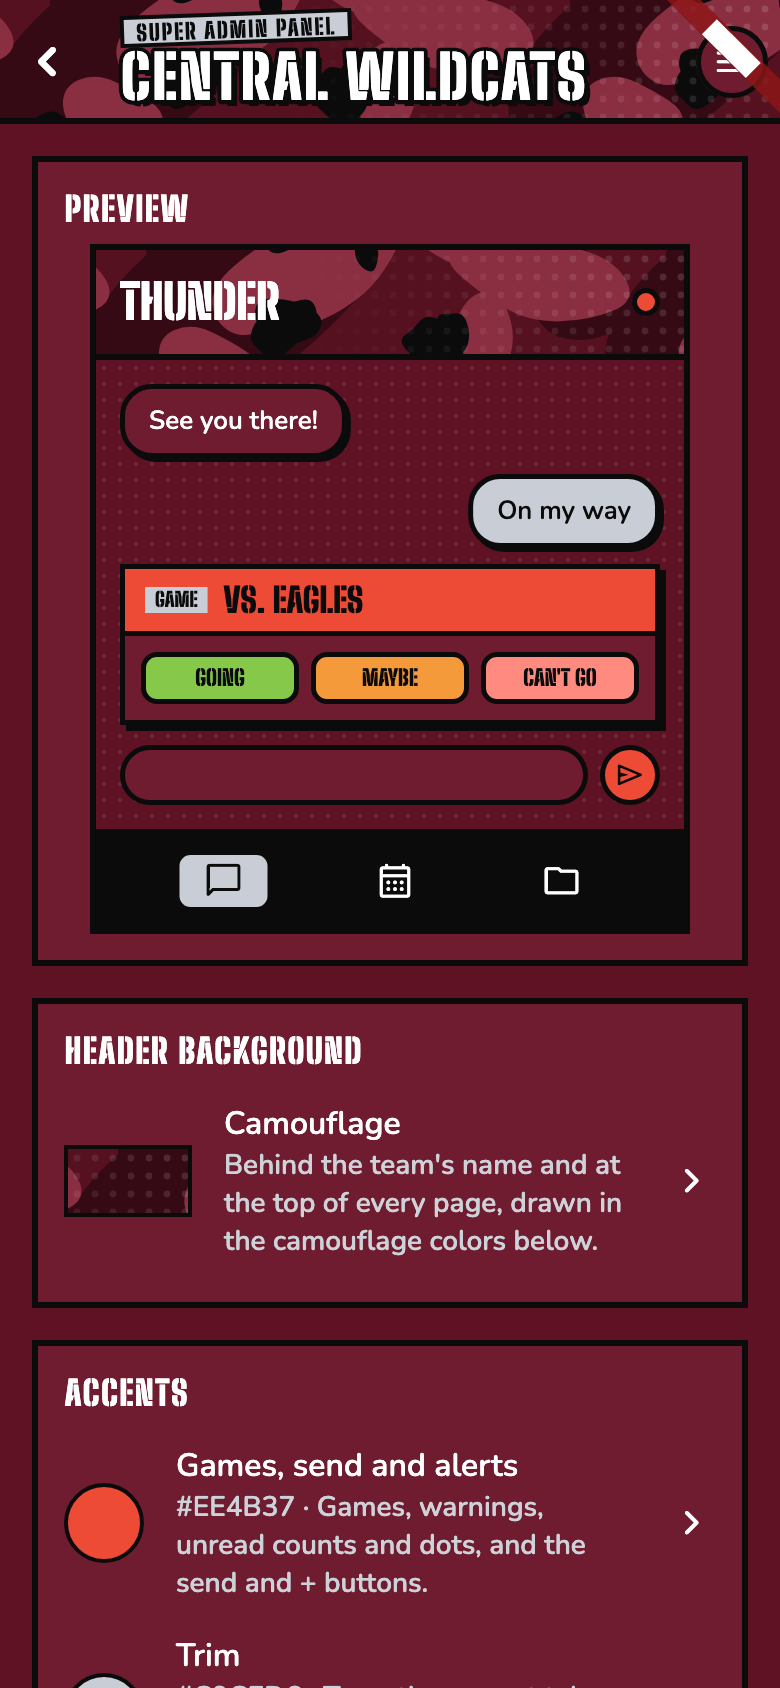 SUPER ADMIN PANEL
CENTRAL WILDCATS
PREVIEW
THUNDER
See you there!
On my way
GAME VS. EAGLES
GOING MAYBE CAN'T GO
HEADER BACKGROUND
Camouflage
Behind the team's name and at
the top of every page, drawn in
the camouflage colors below.
ACCENTS
Games, send and alerts
#EE4B37 · Games, warnings,
unread counts and dots, and the
send and + buttons.
Trim